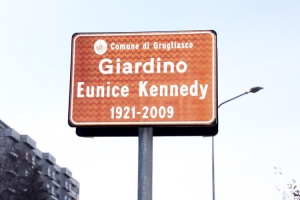 Comune di Grugliasco
Giardino
Eunice Kennedy
1921-2009